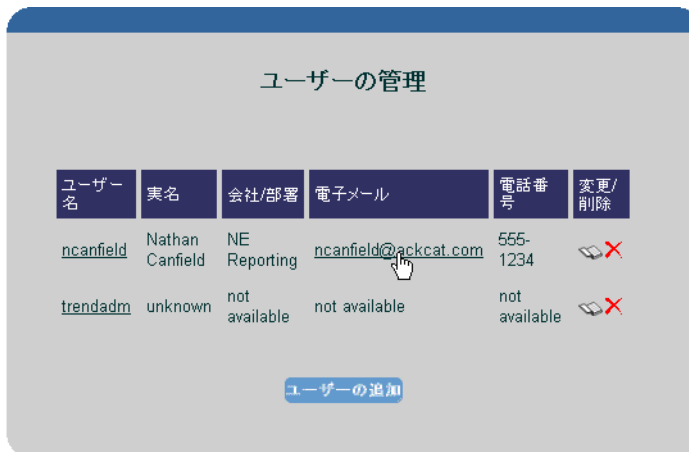 ユーザーの管理
ユーザー名 実名 会社/部署 電子メール 電話番号 変更/削除
ncanfield Nathan Canfield NE Reporting ncanfield@ackcat.com 555-1234
trendadm unknown not available not available not available
ユーザーの追加